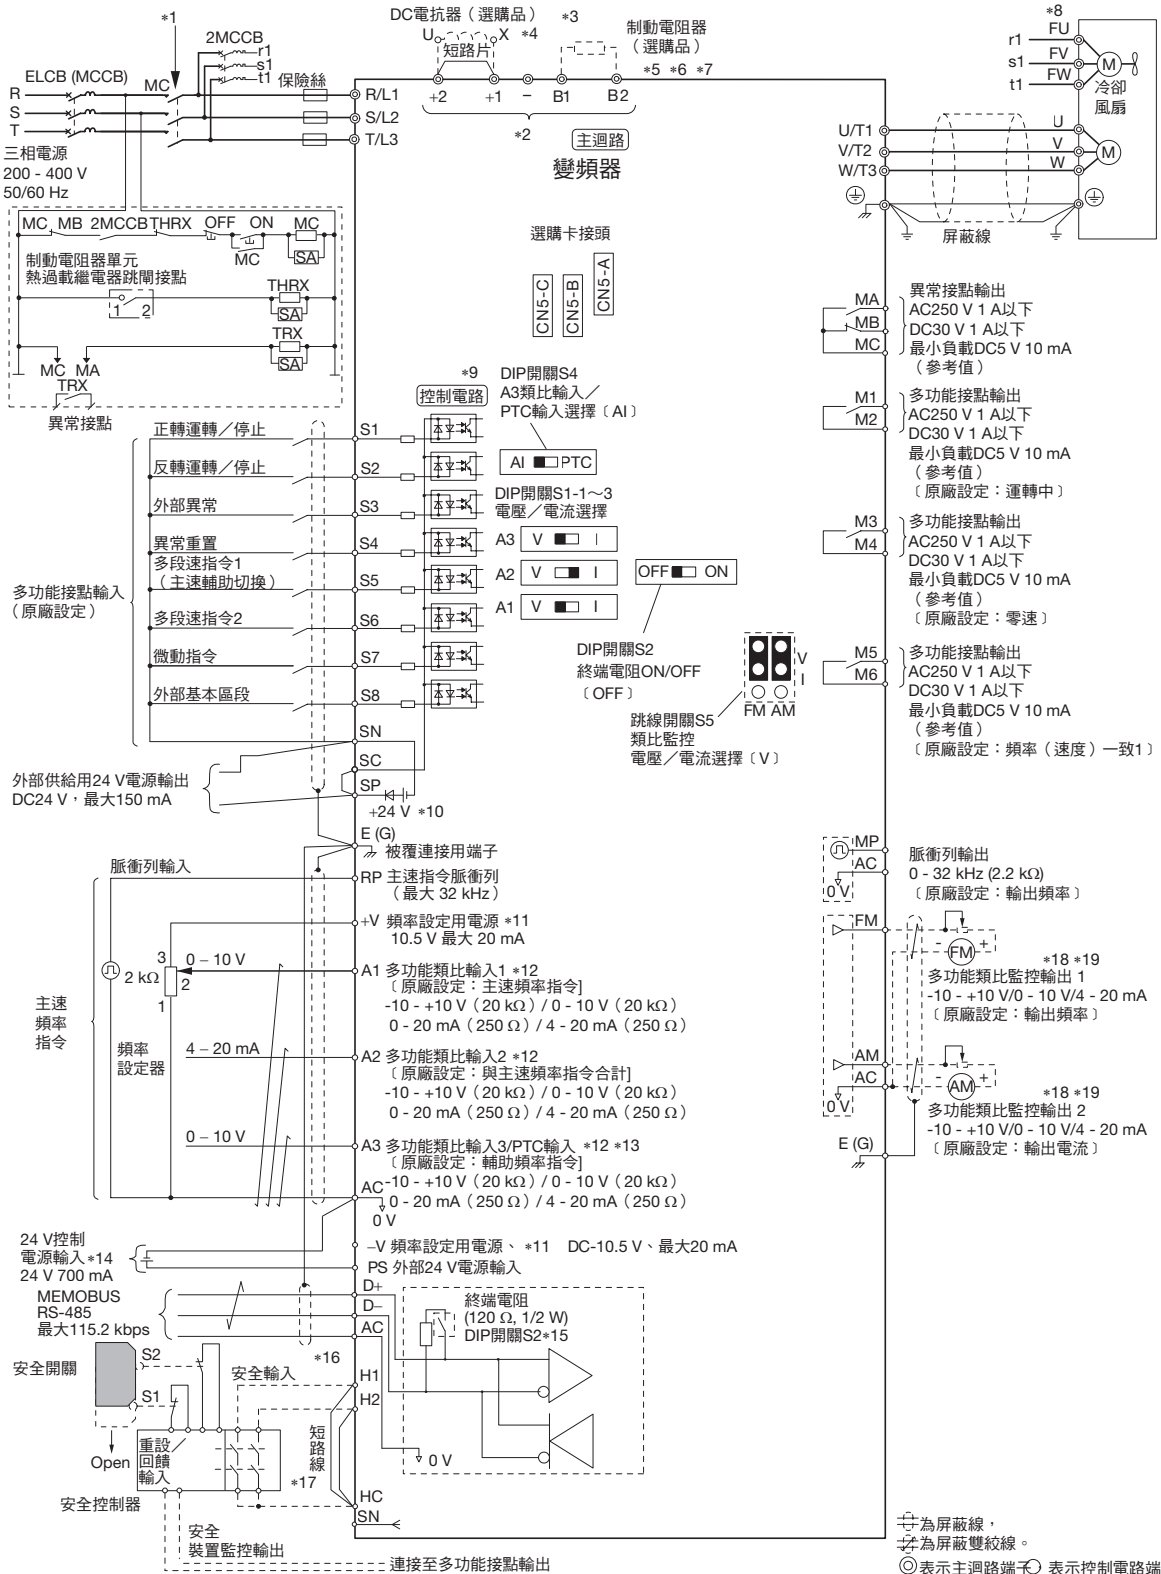 *1
2MCCB
r1
s1
t1
ELCB (MCCB)
MC
保險絲
R
S
T
R/L1
S/L2
T/L3
三相電源
200 - 400 V
50/60 Hz
DC電抗器（選購品）
U
X
*4
短路片
+2
+1
−
*3
制動電阻器
（選購品）
*5 *6 *7
B1
B2
*2
主迴路
變頻器
*8
FU
FV
FW
r1
s1
t1
M
冷卻
風扇
U/T1
V/T2
W/T3
U
V
W
M
屏蔽線
MC
MB
2MCCB
THRX
OFF
ON
MC
MC
SA
制動電阻器單元
熱過載繼電器跳閘接點
1
2
THRX
SA
TRX
SA
MC
MA
TRX
異常接點
選購卡接頭
CN5-C
CN5-B
CN5-A
*9
控制電路
DIP開關S4
A3類比輸入／
PTC輸入選擇〔AI〕
AI
PTC
DIP開關S1-1～3
電壓／電流選擇
A3
V
I
A2
V
I
A1
V
I
OFF
ON
DIP開關S2
終端電阻ON/OFF
〔OFF〕
V
I
FM
AM
跳線開關S5
類比監控
電壓／電流選擇〔V〕
多功能接點輸入
（原廠設定）
正轉運轉／停止
S1
反轉運轉／停止
S2
外部異常
S3
異常重置
S4
多段速指令1
（主速輔助切換）
S5
多段速指令2
S6
微動指令
S7
外部基本區段
S8
SN
SC
SP
外部供給用24 V電源輸出
DC24 V，最大150 mA
+24 V *10
E (G)
被覆連接用端子
脈衝列輸入
RP 主速指令脈衝列
（最大 32 kHz）
+V 頻率設定用電源 *11
10.5 V 最大 20 mA
主速
頻率
指令
2 kΩ
3
2
1
頻率
設定器
0 – 10 V
A1 多功能類比輸入1 *12
〔原廠設定：主速頻率指令]
-10 - +10 V（20 kΩ）/ 0 - 10 V（20 kΩ）
0 - 20 mA（250 Ω）/ 4 - 20 mA（250 Ω）
4 – 20 mA
A2 多功能類比輸入2 *12
〔原廠設定：與主速頻率指令合計]
-10 - +10 V（20 kΩ）/ 0 - 10 V（20 kΩ）
0 - 20 mA（250 Ω）/ 4 - 20 mA（250 Ω）
0 – 10 V
A3 多功能類比輸入3/PTC輸入 *12 *13
〔原廠設定：輔助頻率指令]
-10 - +10 V（20 kΩ）/ 0 - 10 V（20 kΩ）
AC
0 - 20 mA（250 Ω）/ 4 - 20 mA（250 Ω）
0 V
–V 頻率設定用電源、 *11 DC-10.5 V、最大20 mA
24 V控制
電源輸入*14
24 V 700 mA
PS 外部24 V電源輸入
MEMOBUS
RS-485
最大115.2 kbps
D+
D–
AC
*16
終端電阻
(120 Ω, 1/2 W)
DIP開關S2*15
0 V
安全開關
S2
S1
Open
安全輸入
H1
H2
重設／
回饋
輸入
*17
短路線
HC
SN
安全控制器
安全
裝置監控輸出
連接至多功能接點輸出
MA
MB
MC
異常接點輸出
AC250 V 1 A以下
DC30 V 1 A以下
最小負載DC5 V 10 mA
（參考值）
M1
M2
多功能接點輸出
AC250 V 1 A以下
DC30 V 1 A以下
最小負載DC5 V 10 mA
（參考值）
〔原廠設定：運轉中〕
M3
M4
多功能接點輸出
AC250 V 1 A以下
DC30 V 1 A以下
最小負載DC5 V 10 mA
（參考值）
〔原廠設定：零速〕
M5
M6
多功能接點輸出
AC250 V 1 A以下
DC30 V 1 A以下
最小負載DC5 V 10 mA
（參考值）
〔原廠設定：頻率（速度）一致1〕
MP
AC
0 V
脈衝列輸出
0 - 32 kHz (2.2 kΩ)
〔原廠設定：輸出頻率〕
FM
- FM +
*18 *19
多功能類比監控輸出 1
-10 - +10 V/0 - 10 V/4 - 20 mA
〔原廠設定：輸出頻率〕
AM
AC
0 V
- AM +
*18 *19
多功能類比監控輸出 2
-10 - +10 V/0 - 10 V/4 - 20 mA
〔原廠設定：輸出電流〕
E (G)
為屏蔽線，
為屏蔽雙絞線。
◎表示主迴路端子○ 表示控制電路端